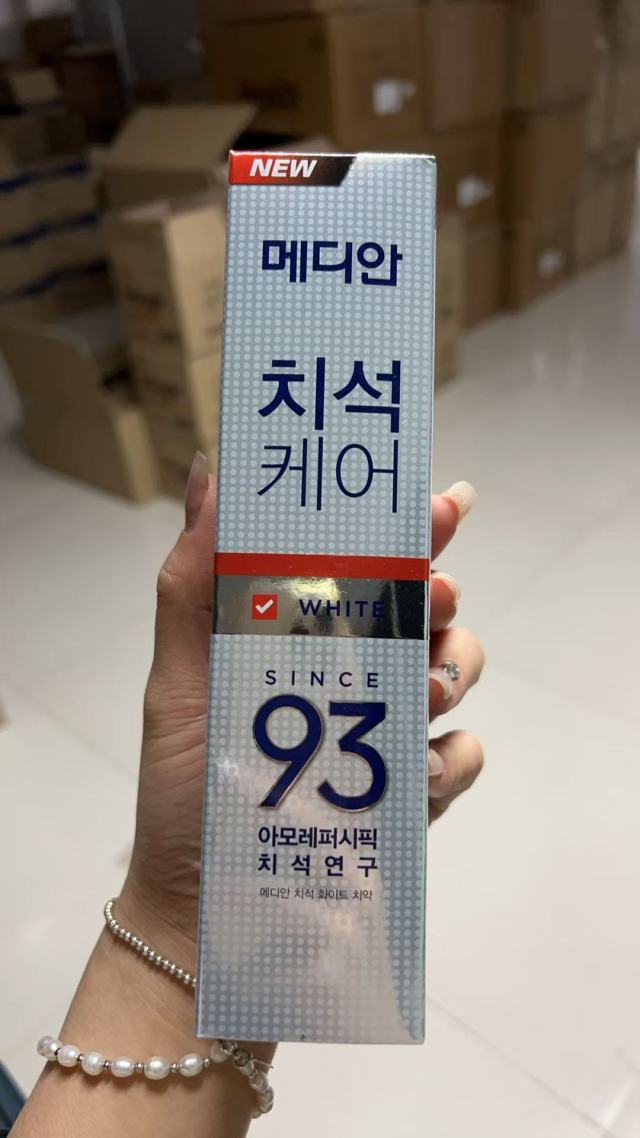 NEW
메디안
치석
케어
WHITE
SINCE
93
아모레퍼시픽
치석연구
메디안 치석 화이트 치약